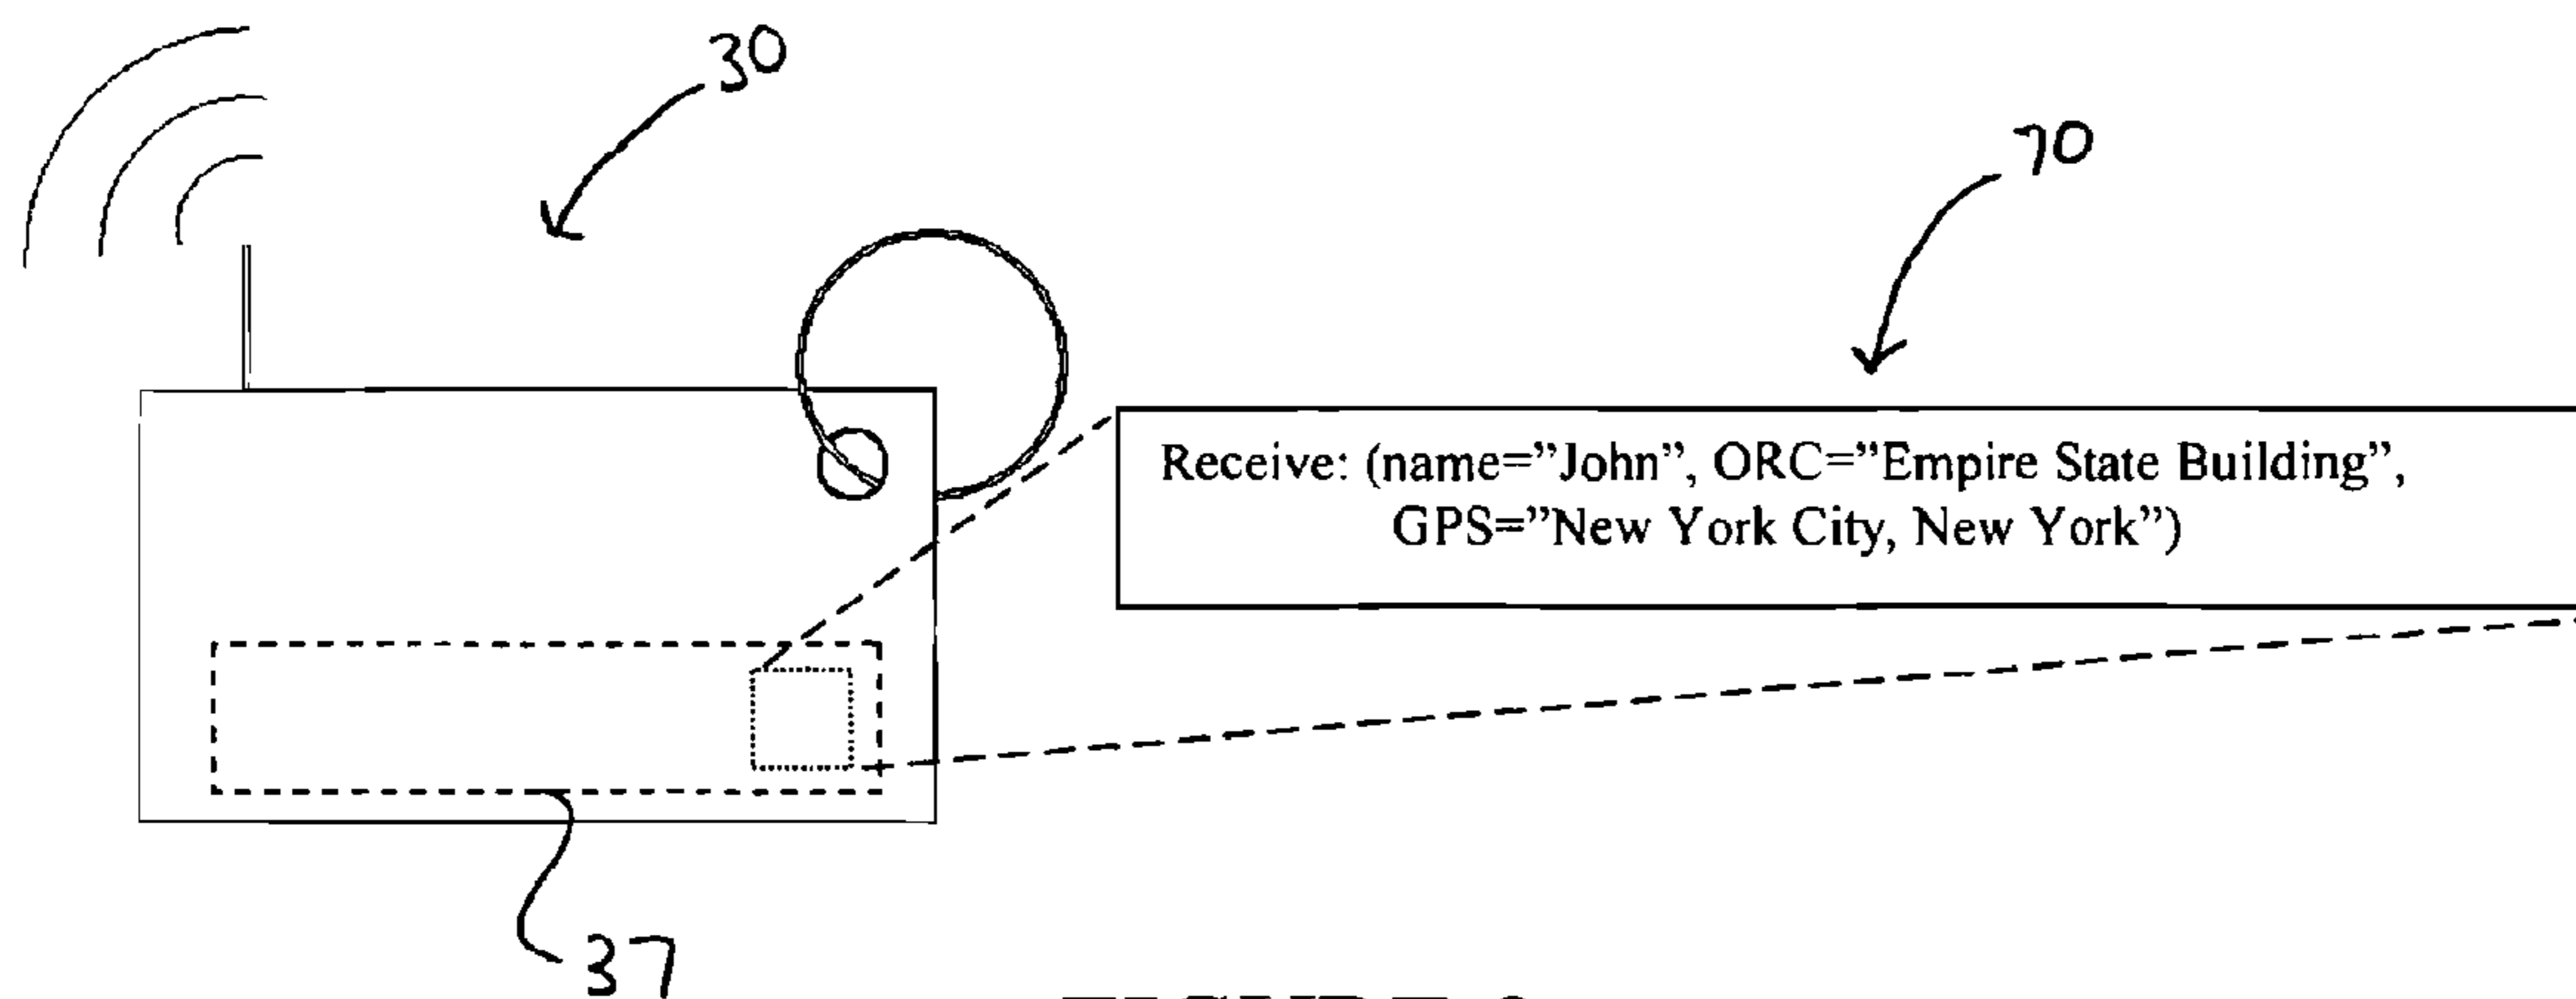 30
70
Receive: (name=”John”, ORC=”Empire State Building”,
GPS=”New York City, New York”)
37